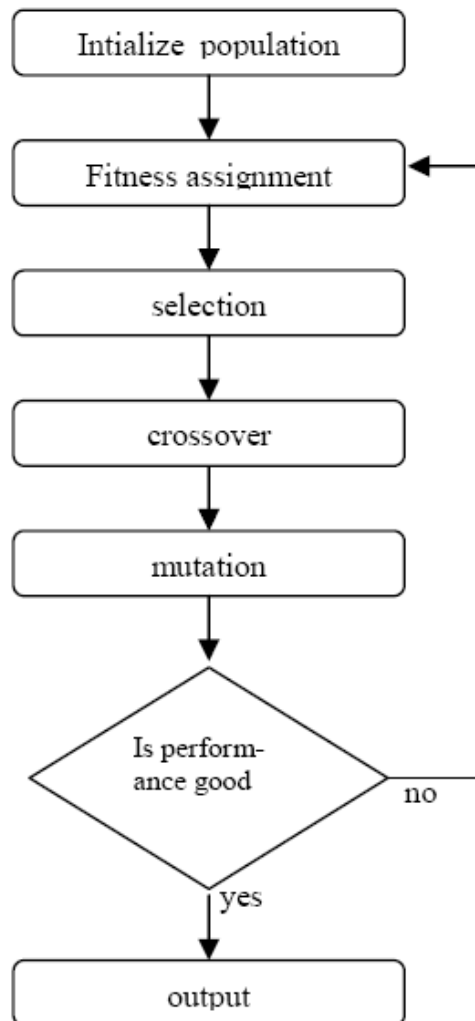 Intialize population
Fitness assignment
selection
crossover
mutation
Is perform-
ance good
no
yes
output